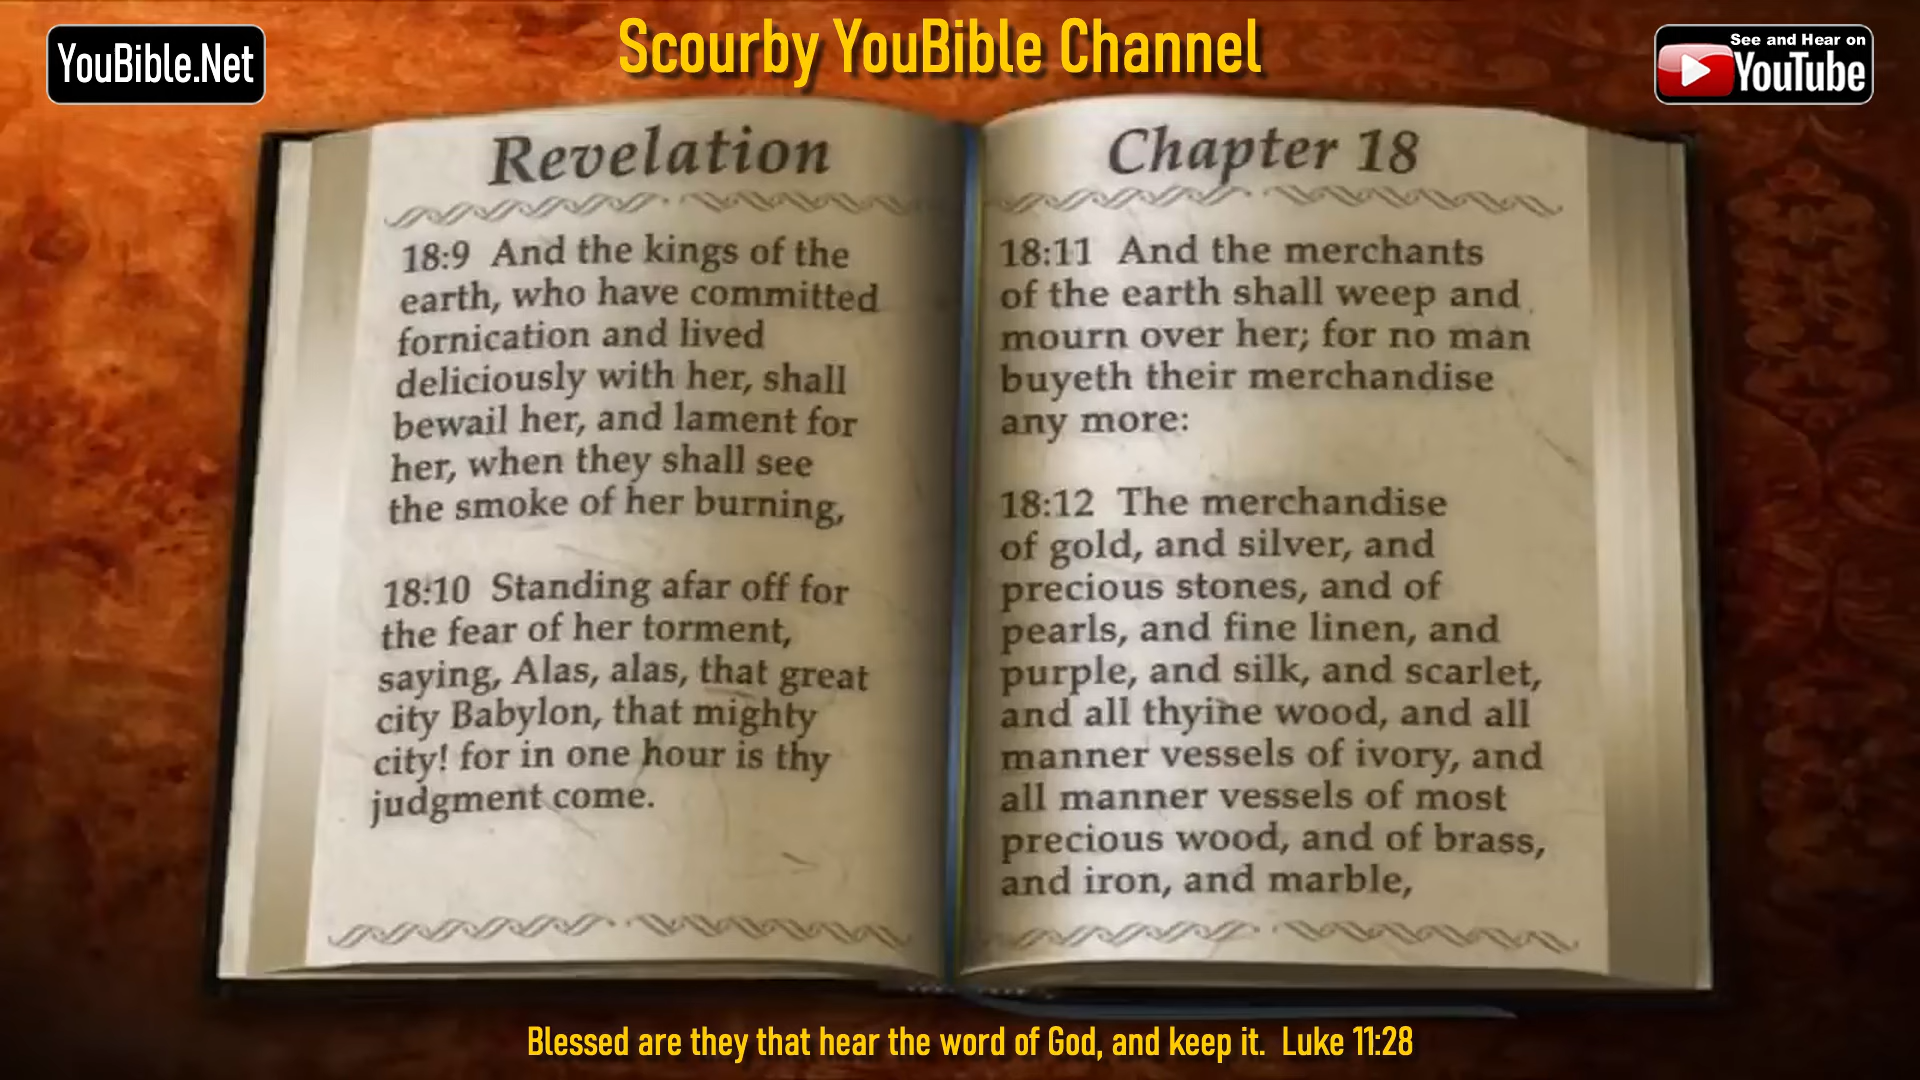 YouBible.Net
Scourby YouBible Channel
See and Hear on
YouTube
Revelation
18:9 And the kings of the
earth, who have committed
fornication and lived
deliciously with her, shall
bewail her, and lament for
her, when they shall see
the smoke of her burning,
18:10 Standing afar off for
the fear of her torment,
saying, Alas, alas, that great
city Babylon, that mighty
city! for in one hour is thy
judgment come.
Chapter 18
18:11 And the merchants
of the earth shall weep and
mourn over her; for no man
buyeth their merchandise
any more:
18:12 The merchandise
of gold, and silver, and
precious stones, and of
pearls, and fine linen, and
purple, and silk, and scarlet,
and all thyine wood, and all
manner vessels of ivory, and
all manner vessels of most
precious wood, and of brass,
and iron, and marble,
Blessed are they that hear the word of God, and keep it. Luke 11:28